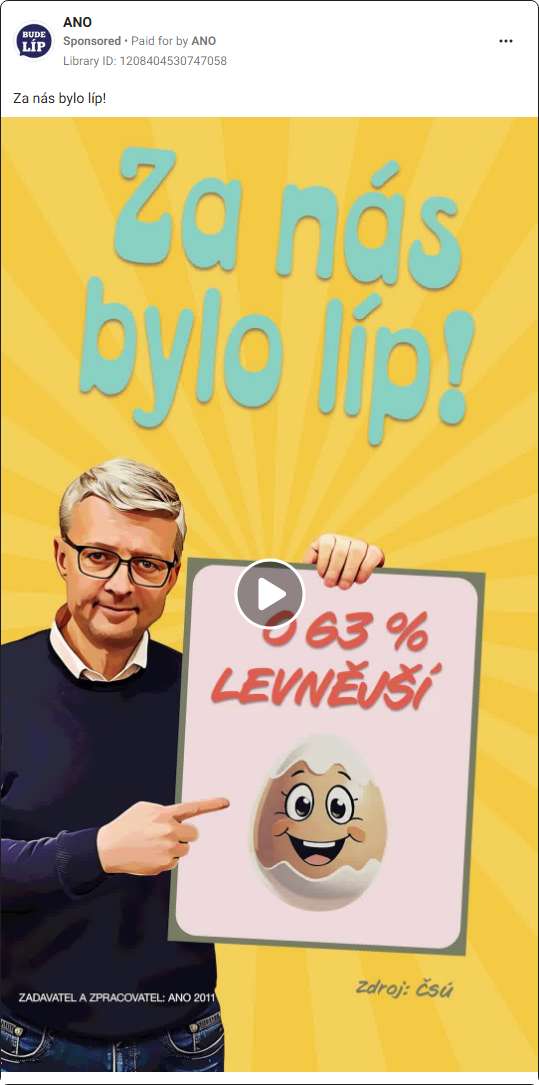 BUDE
LÍP
ANO
Sponsored • Paid for by ANO
Library ID: 1208404530747058
Za nás bylo líp!
Za nás
bylo líp!
O 63 %
LEVNĚJŠÍ
Zdroj: ČSÚ
ZADAVATEL A ZPRACOVATEL: ANO 2011